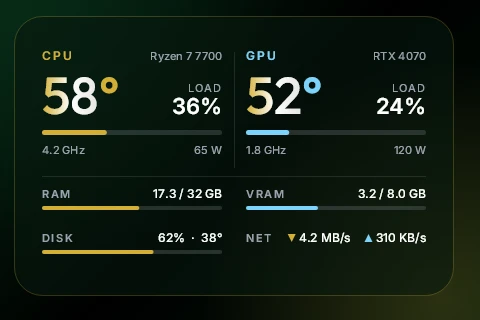 CPU Ryzen 7 7700
58°
LOAD
36%
4.2 GHz 65 W
GPU RTX 4070
52°
LOAD
24%
1.8 GHz 120 W
RAM 17.3 / 32 GB
VRAM 3.2 / 8.0 GB
DISK 62% · 38°
NET ▼ 4.2 MB/s ▲ 310 KB/s